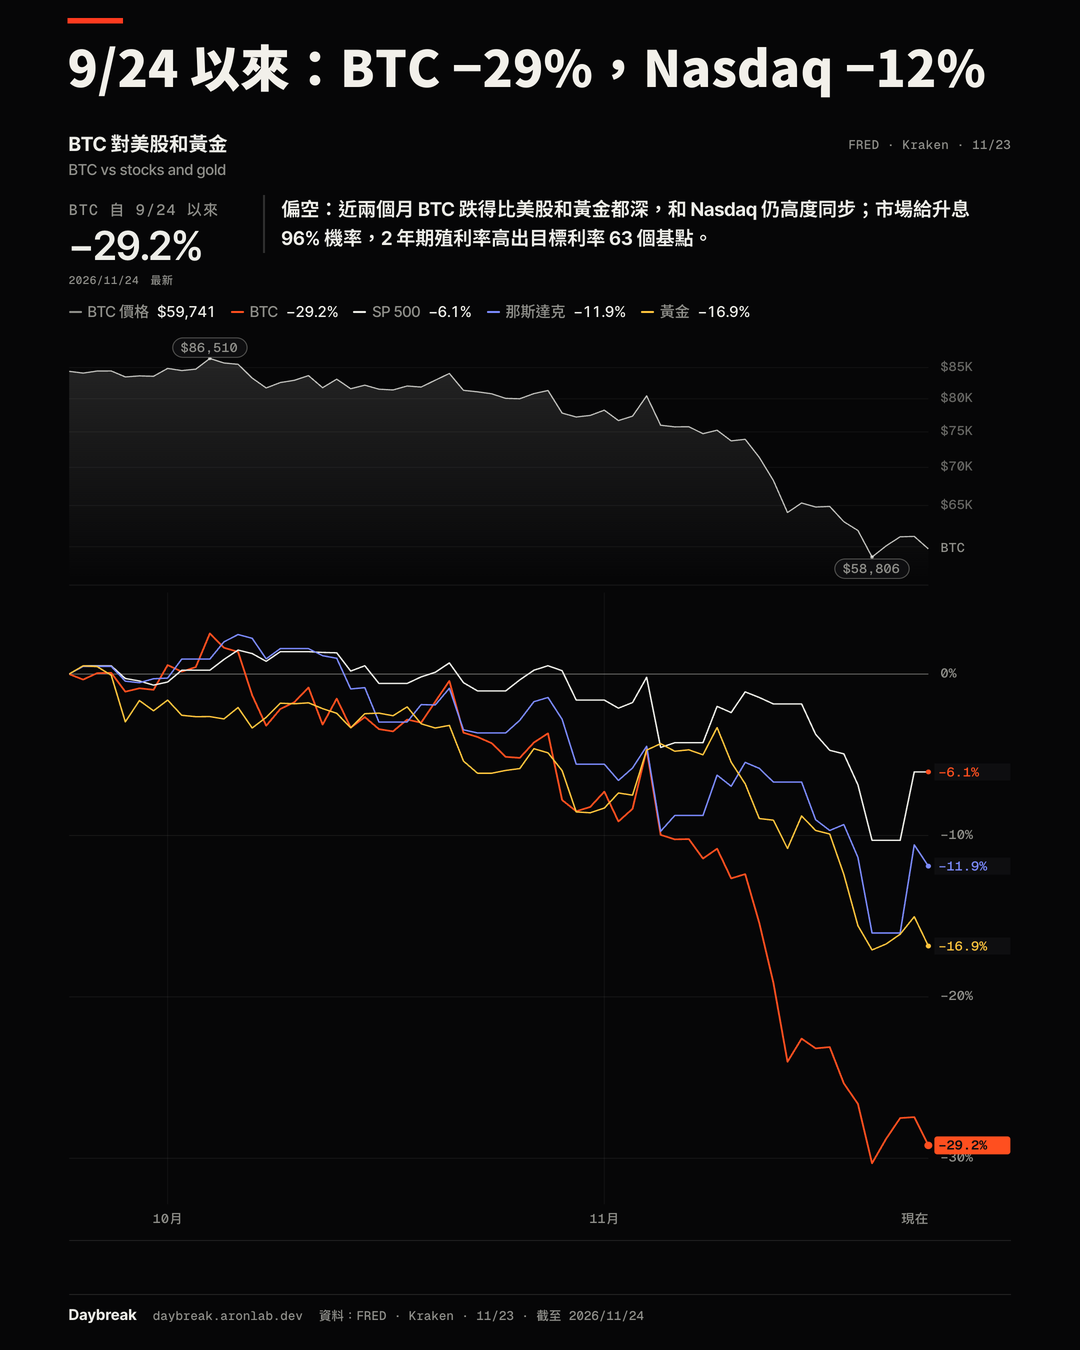 9/24 以來：BTC −29%，Nasdaq −12%
BTC 對美股和黃金
FRED · Kraken · 11/23
BTC vs stocks and gold
BTC 自 9/24 以來
−29.2%
2026/11/24 最新
偏空：近兩個月 BTC 跌得比美股和黃金都深，和 Nasdaq 仍高度同步；市場給升息
96% 機率，2 年期殖利率高出目標利率 63 個基點。
BTC 價格 $59,741 BTC −29.2% SP 500 −6.1% 那斯達克 −11.9% 黃金 −16.9%
$86,510
$85K
$80K
$75K
$70K
$65K
BTC
$58,806
0%
−6.1%
−10%
−11.9%
−16.9%
−20%
−29.2%
−30%
10月 11月 現在
Daybreak daybreak.aronlab.dev 資料：FRED · Kraken · 11/23 · 截至 2026/11/24